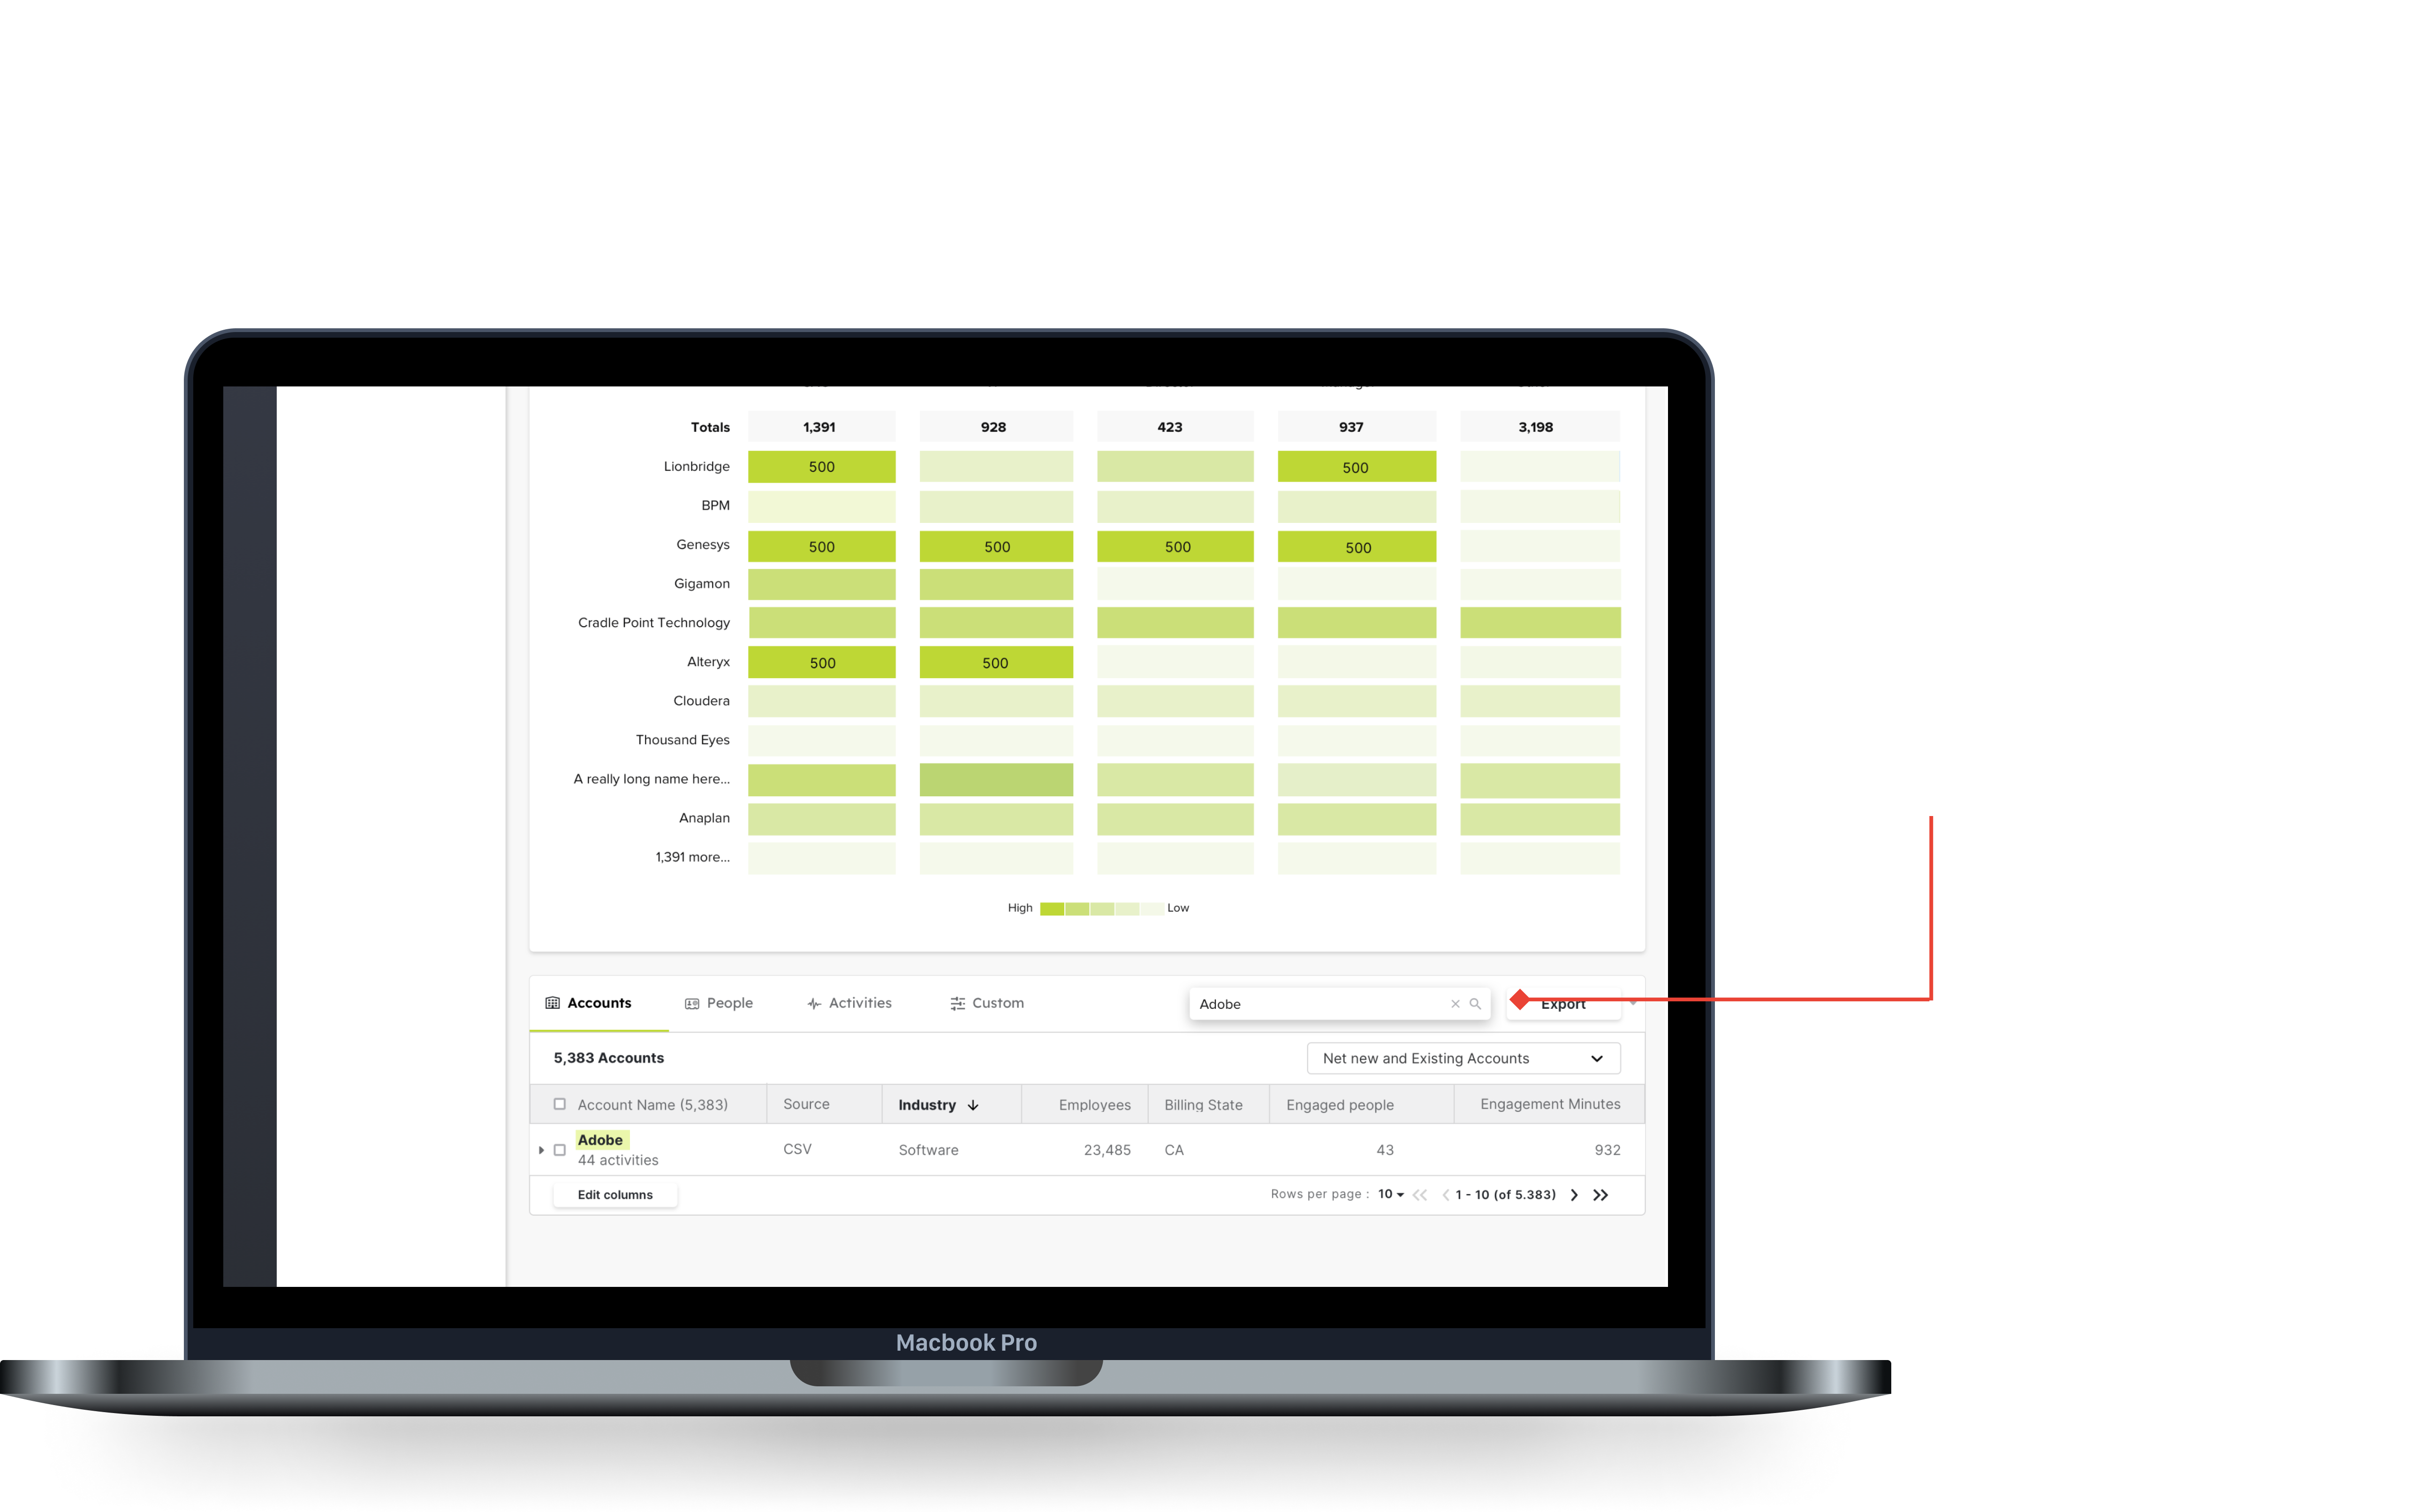 Totals 1,391 928 423 937 3,198
Lionbridge 500 500
BPM
Genesys 500 500 500 500
Gigamon
Cradle Point Technology
Alteryx 500 500
Cloudera
Thousand Eyes
A really long name here...
Anaplan
1,391 more...
High Low
Accounts People Activities Custom Adobe Export
5,383 Accounts Net new and Existing Accounts
Account Name (5,383) Source Industry Employees Billing State Engaged people Engagement Minutes
Adobe
44 activities CSV Software 23,485 CA 43 932
Edit columns Rows per page : 10 1 - 10 (of 5.383)
Macbook Pro